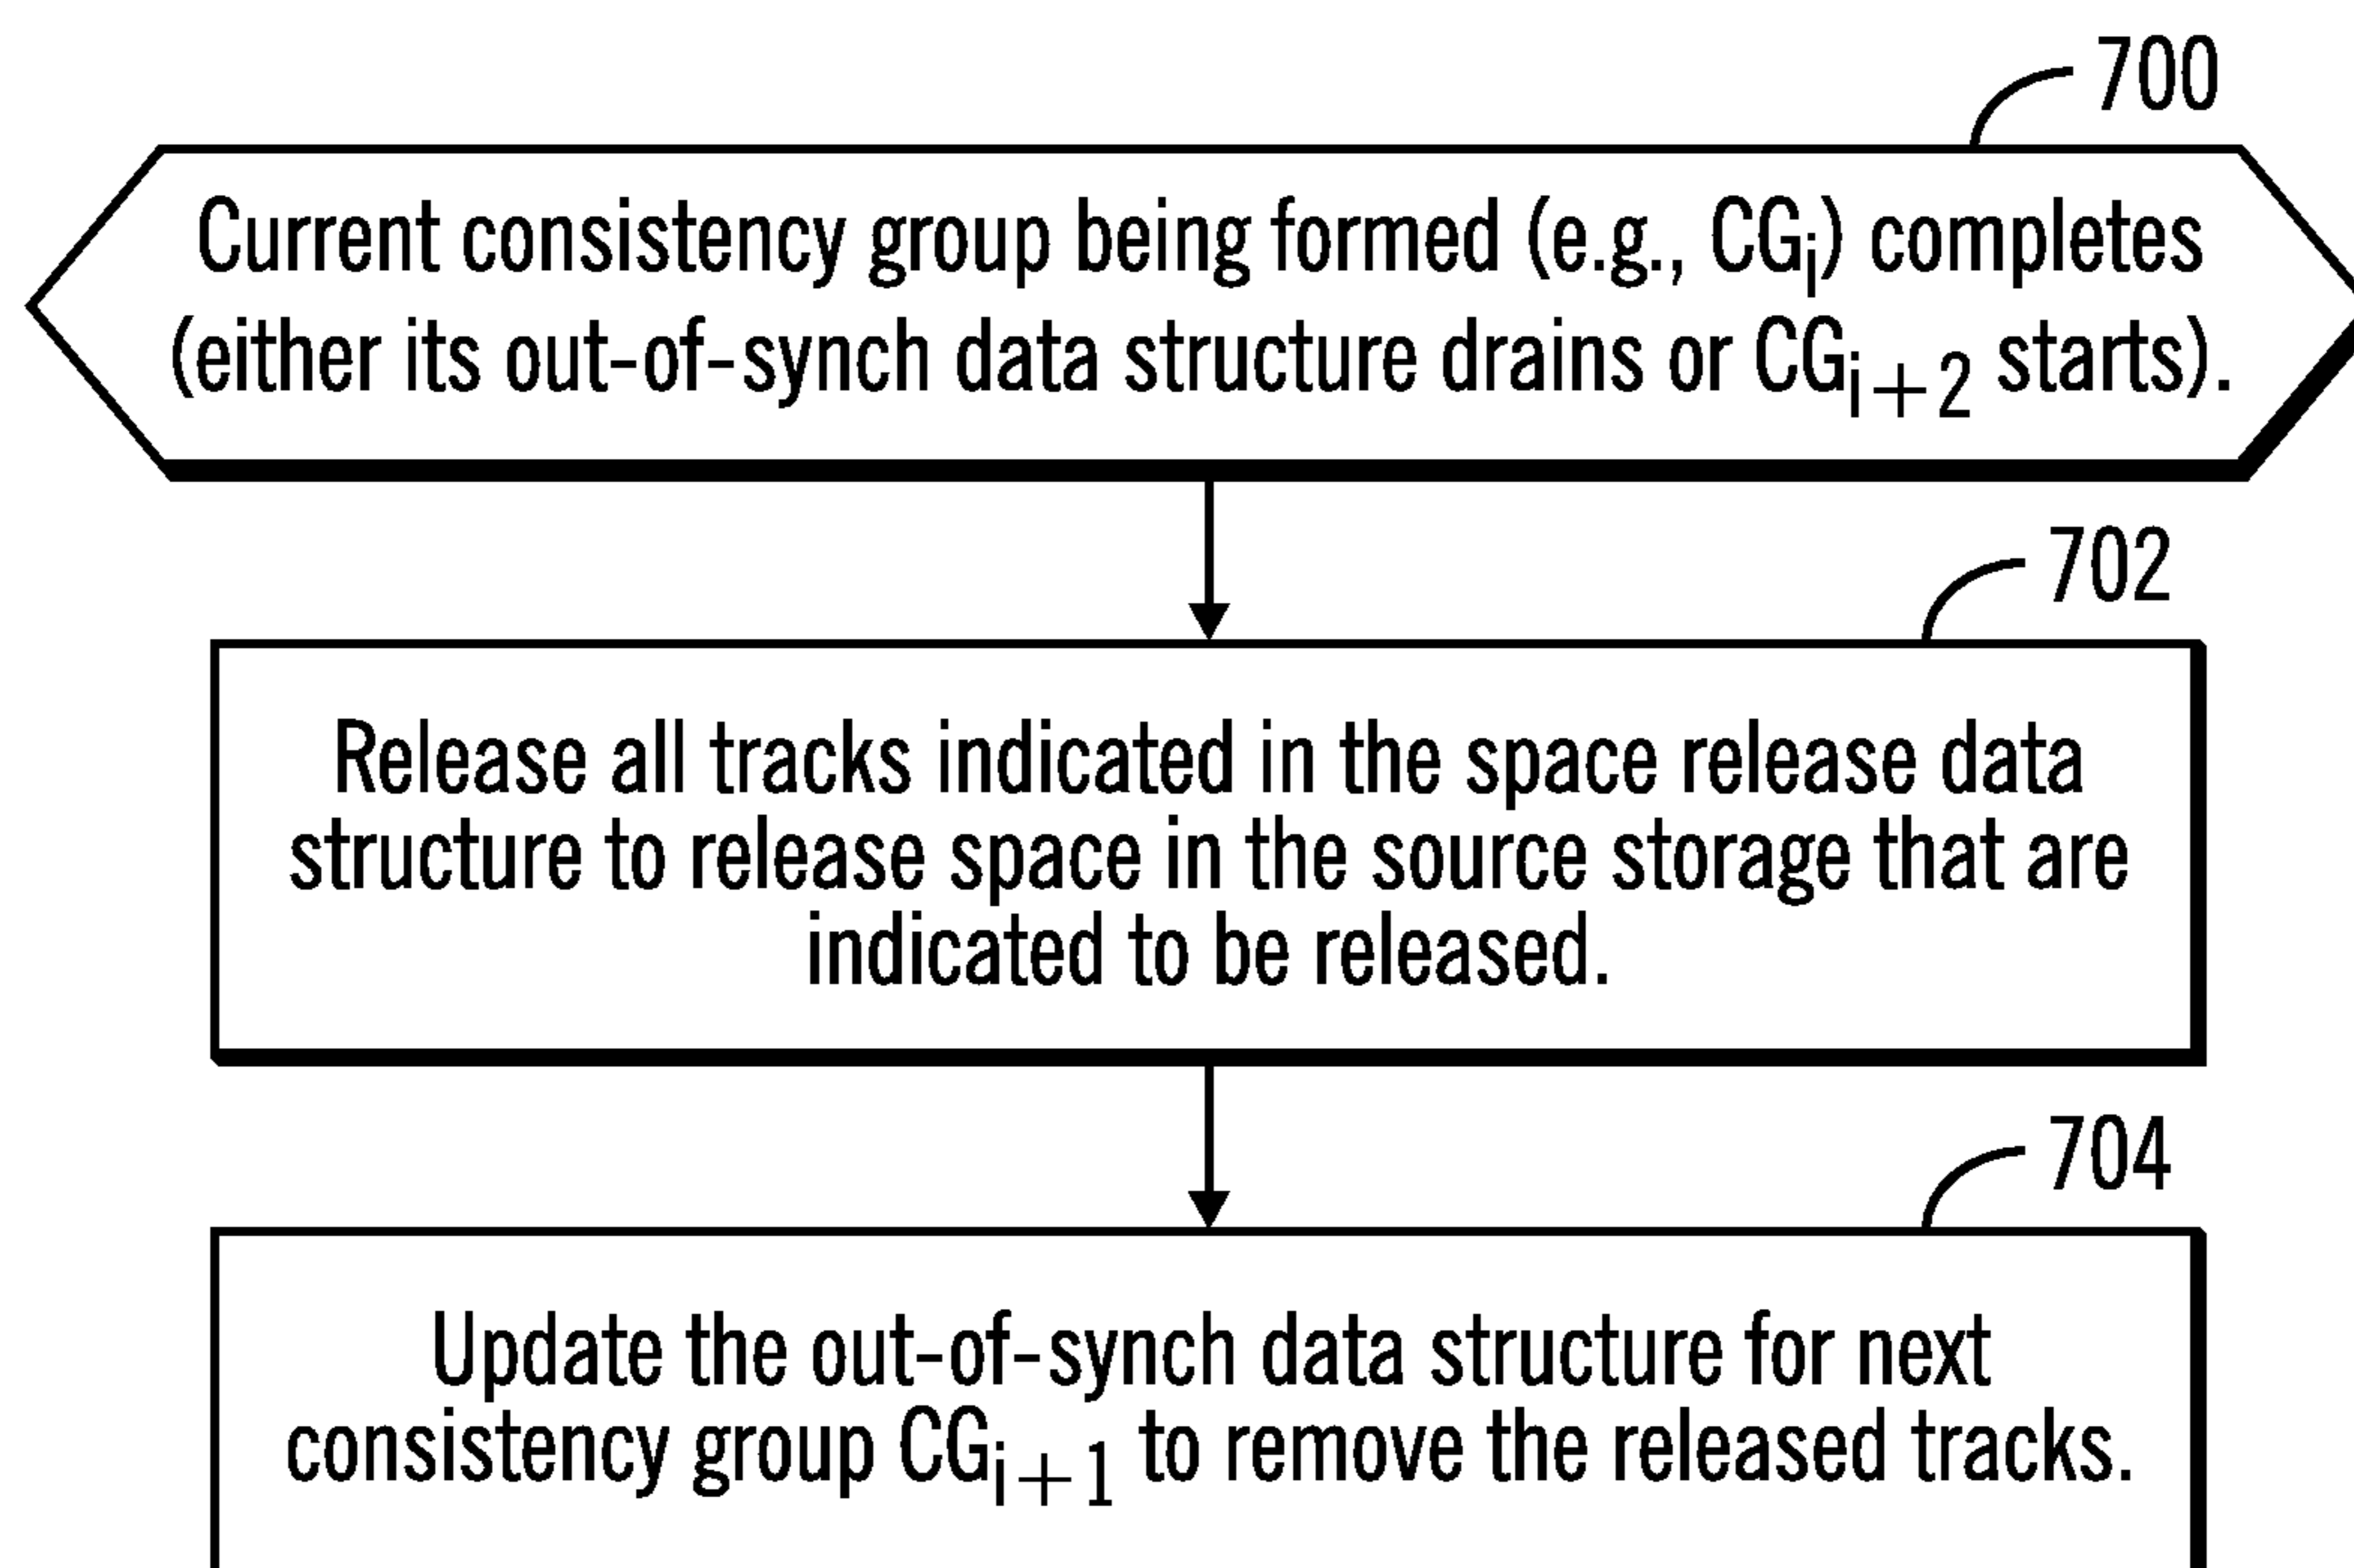 700
Current consistency group being formed (e.g., CGi) completes
(either its out-of-synch data structure drains or CGi+2 starts).
702
Release all tracks indicated in the space release data
structure to release space in the source storage that are
indicated to be released.
704
Update the out-of-synch data structure for next
consistency group CGi+1 to remove the released tracks.